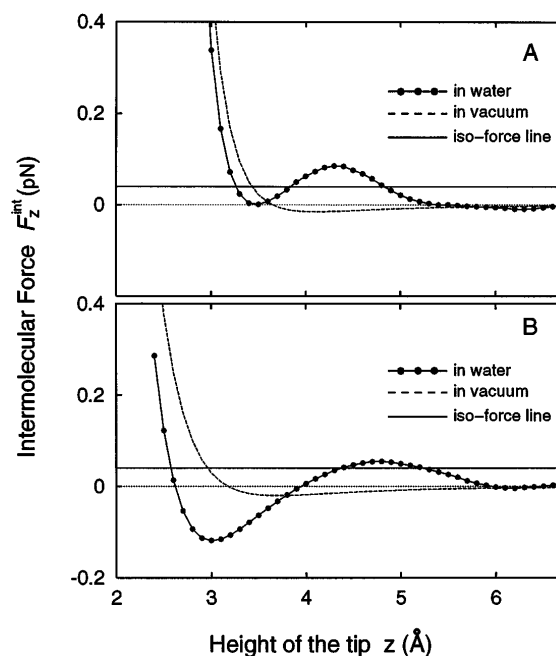 0.4
A
in water
in vacuum
iso-force line
0.2
0
Intermolecular Force F_z^int (pN)
0.4
B
in water
in vacuum
iso-force line
0.2
0
-0.2
2 3 4 5 6
Height of the tip z (Å)